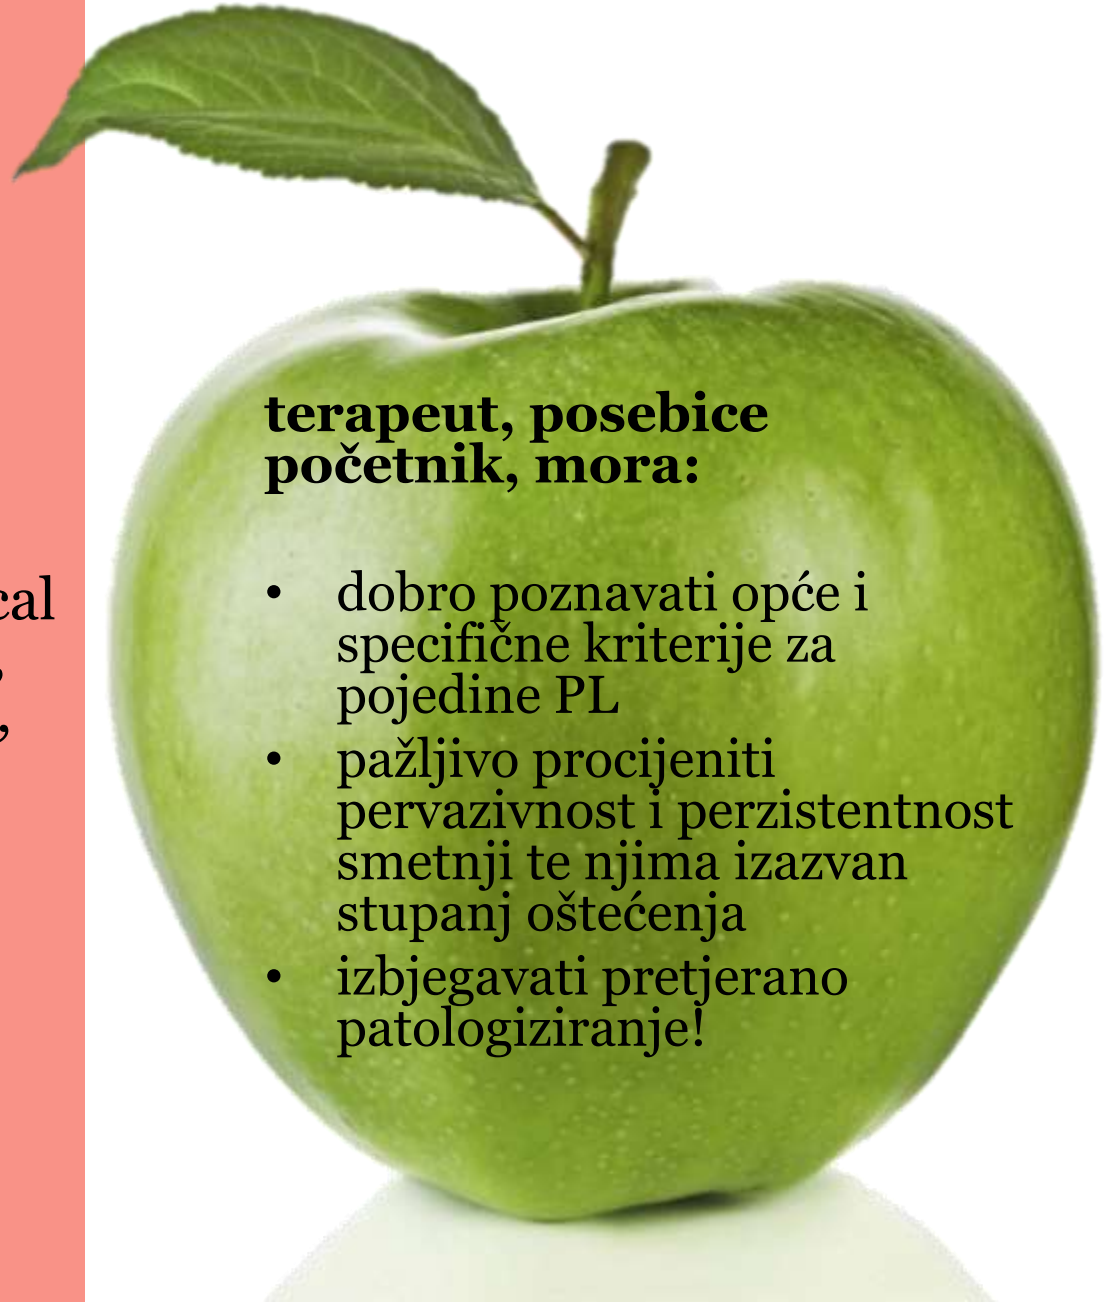 terapeut, posebice
početnik, mora:
• dobro poznavati opće i
specifične kriterije za
pojedine PL
• pažljivo procijeniti
pervazivnost i perzistentnost
smetnji te njima izazvan
stupanj oštećenja
• izbjegavati pretjerano
patologiziranje!